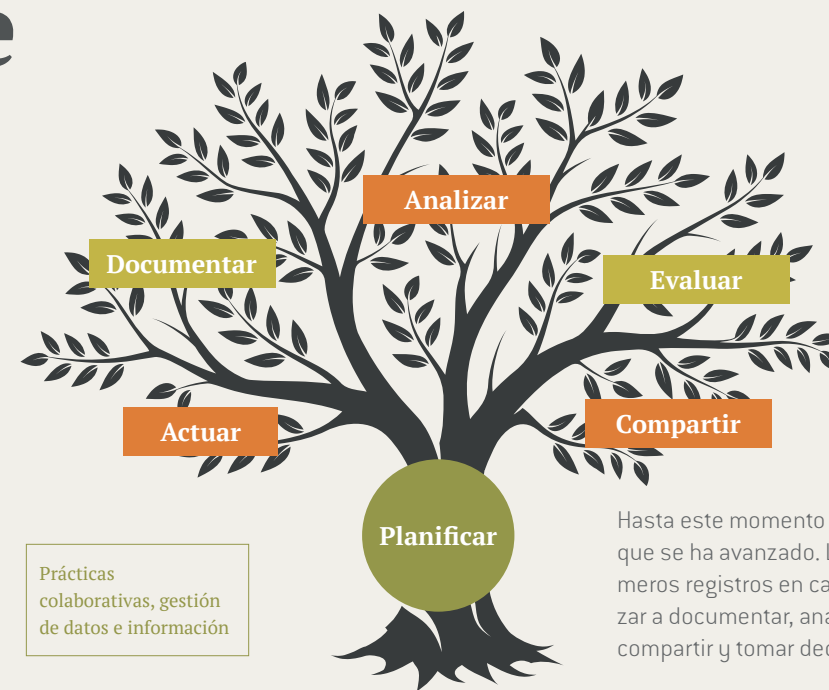 Analizar
Documentar
Evaluar
Actuar
Compartir
Planificar
Prácticas
colaborativas, gestión
de datos e información
Hasta este momento
que se ha avanzado.
meros registros en
zar a documentar,
compartir y tomar